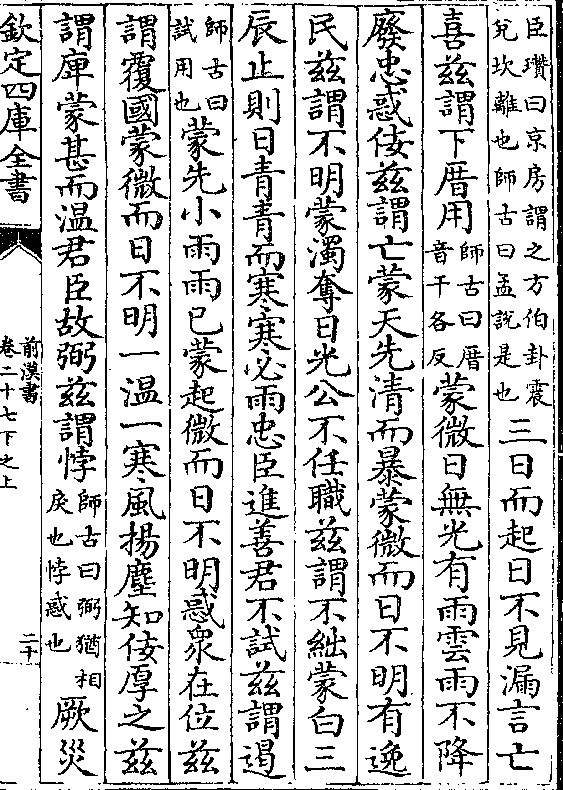 臣瓚曰京房謂之方伯卦震
兌坎離也師古曰孟說是也
三日而起日不見漏言亡
喜茲謂下厝用
師古曰厝
音千各反
蒙微日無光有雨雲雨不降
廢忠惑佞茲謂亡蒙天先清而暴蒙微而日不明有逸
民茲謂不明蒙濁奪日光公不任職茲謂不絀蒙白三
辰止則日青青而寒寒必雨忠臣進善君不試茲謂遏
師古曰
試用也
蒙先小雨雨已蒙起微而日不明惑衆在位茲
謂覆國蒙微而日不明一温一寒風揚塵知佞厚之茲
謂庳蒙甚而温君臣故弼茲謂悖
師古曰弼猶相
戾也悖惑也
厥災
欽定四庫全書
前漢書
卷二十七下之上
二十